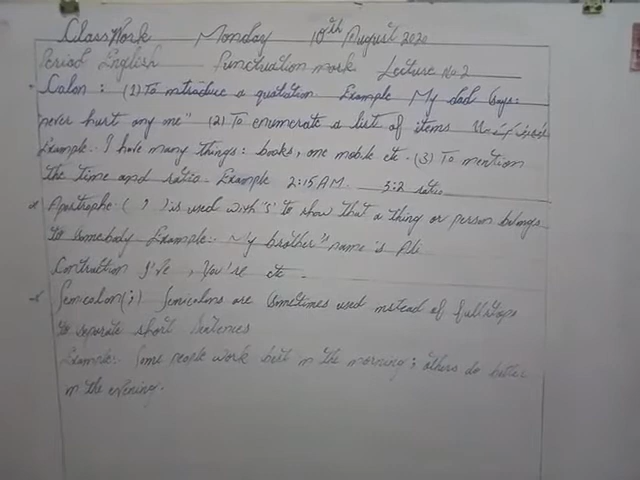 ClassWork Monday 10th August 2020
Period English Punctuation mark Lecture No 2
Colon : (1) To introduce a quotation Example My dad says:
never hurt any one" (2) To enumerate a list of items
Example:- I have many things: books, one mobile etc. (3) To mention
the time and ratio. Example 2:15 A.M. 3:2 ratio
Apostrophe ( , ) is used with "s" to show that a thing or person belongs
to somebody Example:- My brother" name is Ali
Contruction I've , You're etc .
Semicolon (;) Semicolons are sometimes used instead of full stops
to separate short sentences
Example:- Some people work best in the morning; others do better
in the evening.